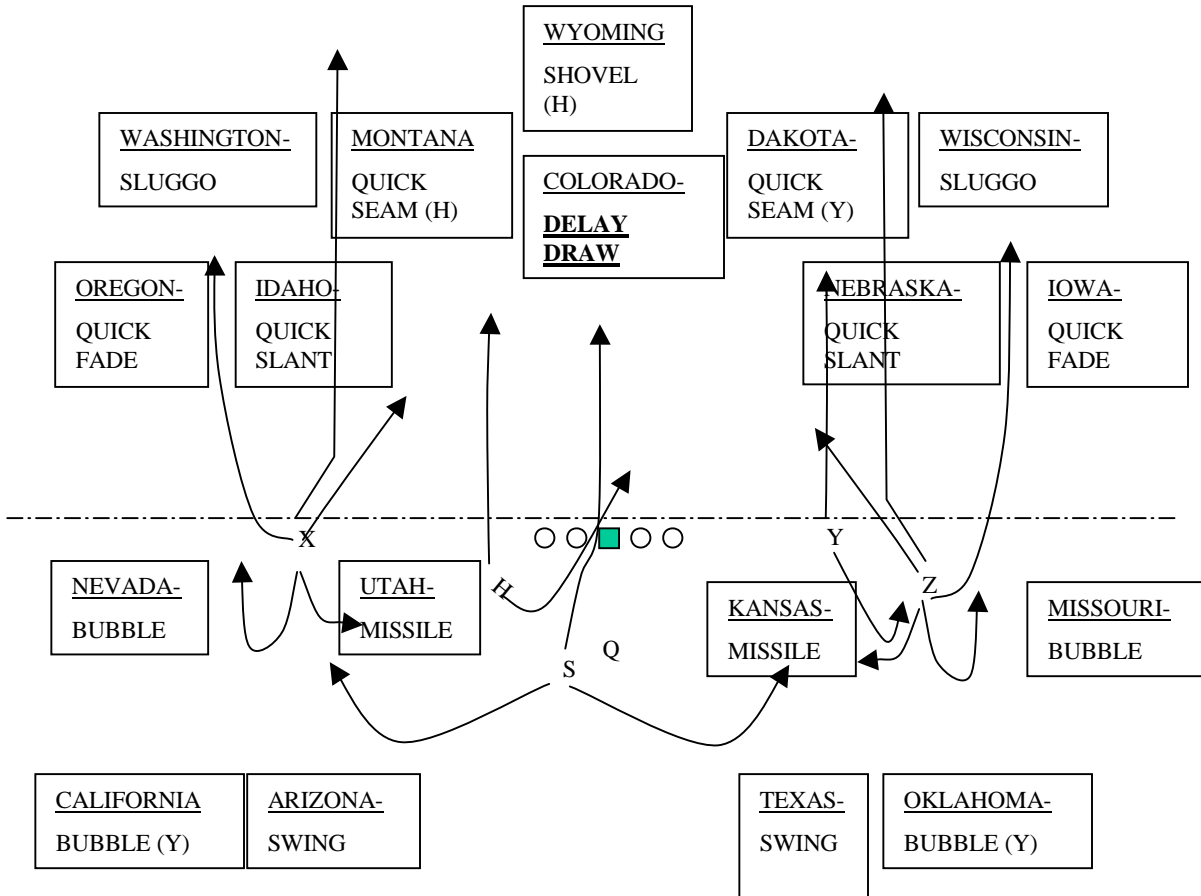 WYOMING
SHOVEL
(H)
WASHINGTON-
SLUGGO
MONTANA
QUICK
SEAM (H)
COLORADO-
DELAY
DRAW
DAKOTA-
QUICK
SEAM (Y)
WISCONSIN-
SLUGGO
OREGON-
QUICK
FADE
IDAHO-
QUICK
SLANT
NEBRASKA-
QUICK
SLANT
IOWA-
QUICK
FADE
X
Y
H
Z
Q
S
NEVADA-
BUBBLE
UTAH-
MISSILE
KANSAS-
MISSILE
MISSOURI-
BUBBLE
CALIFORNIA
BUBBLE (Y)
ARIZONA-
SWING
TEXAS-
SWING
OKLAHOMA-
BUBBLE (Y)